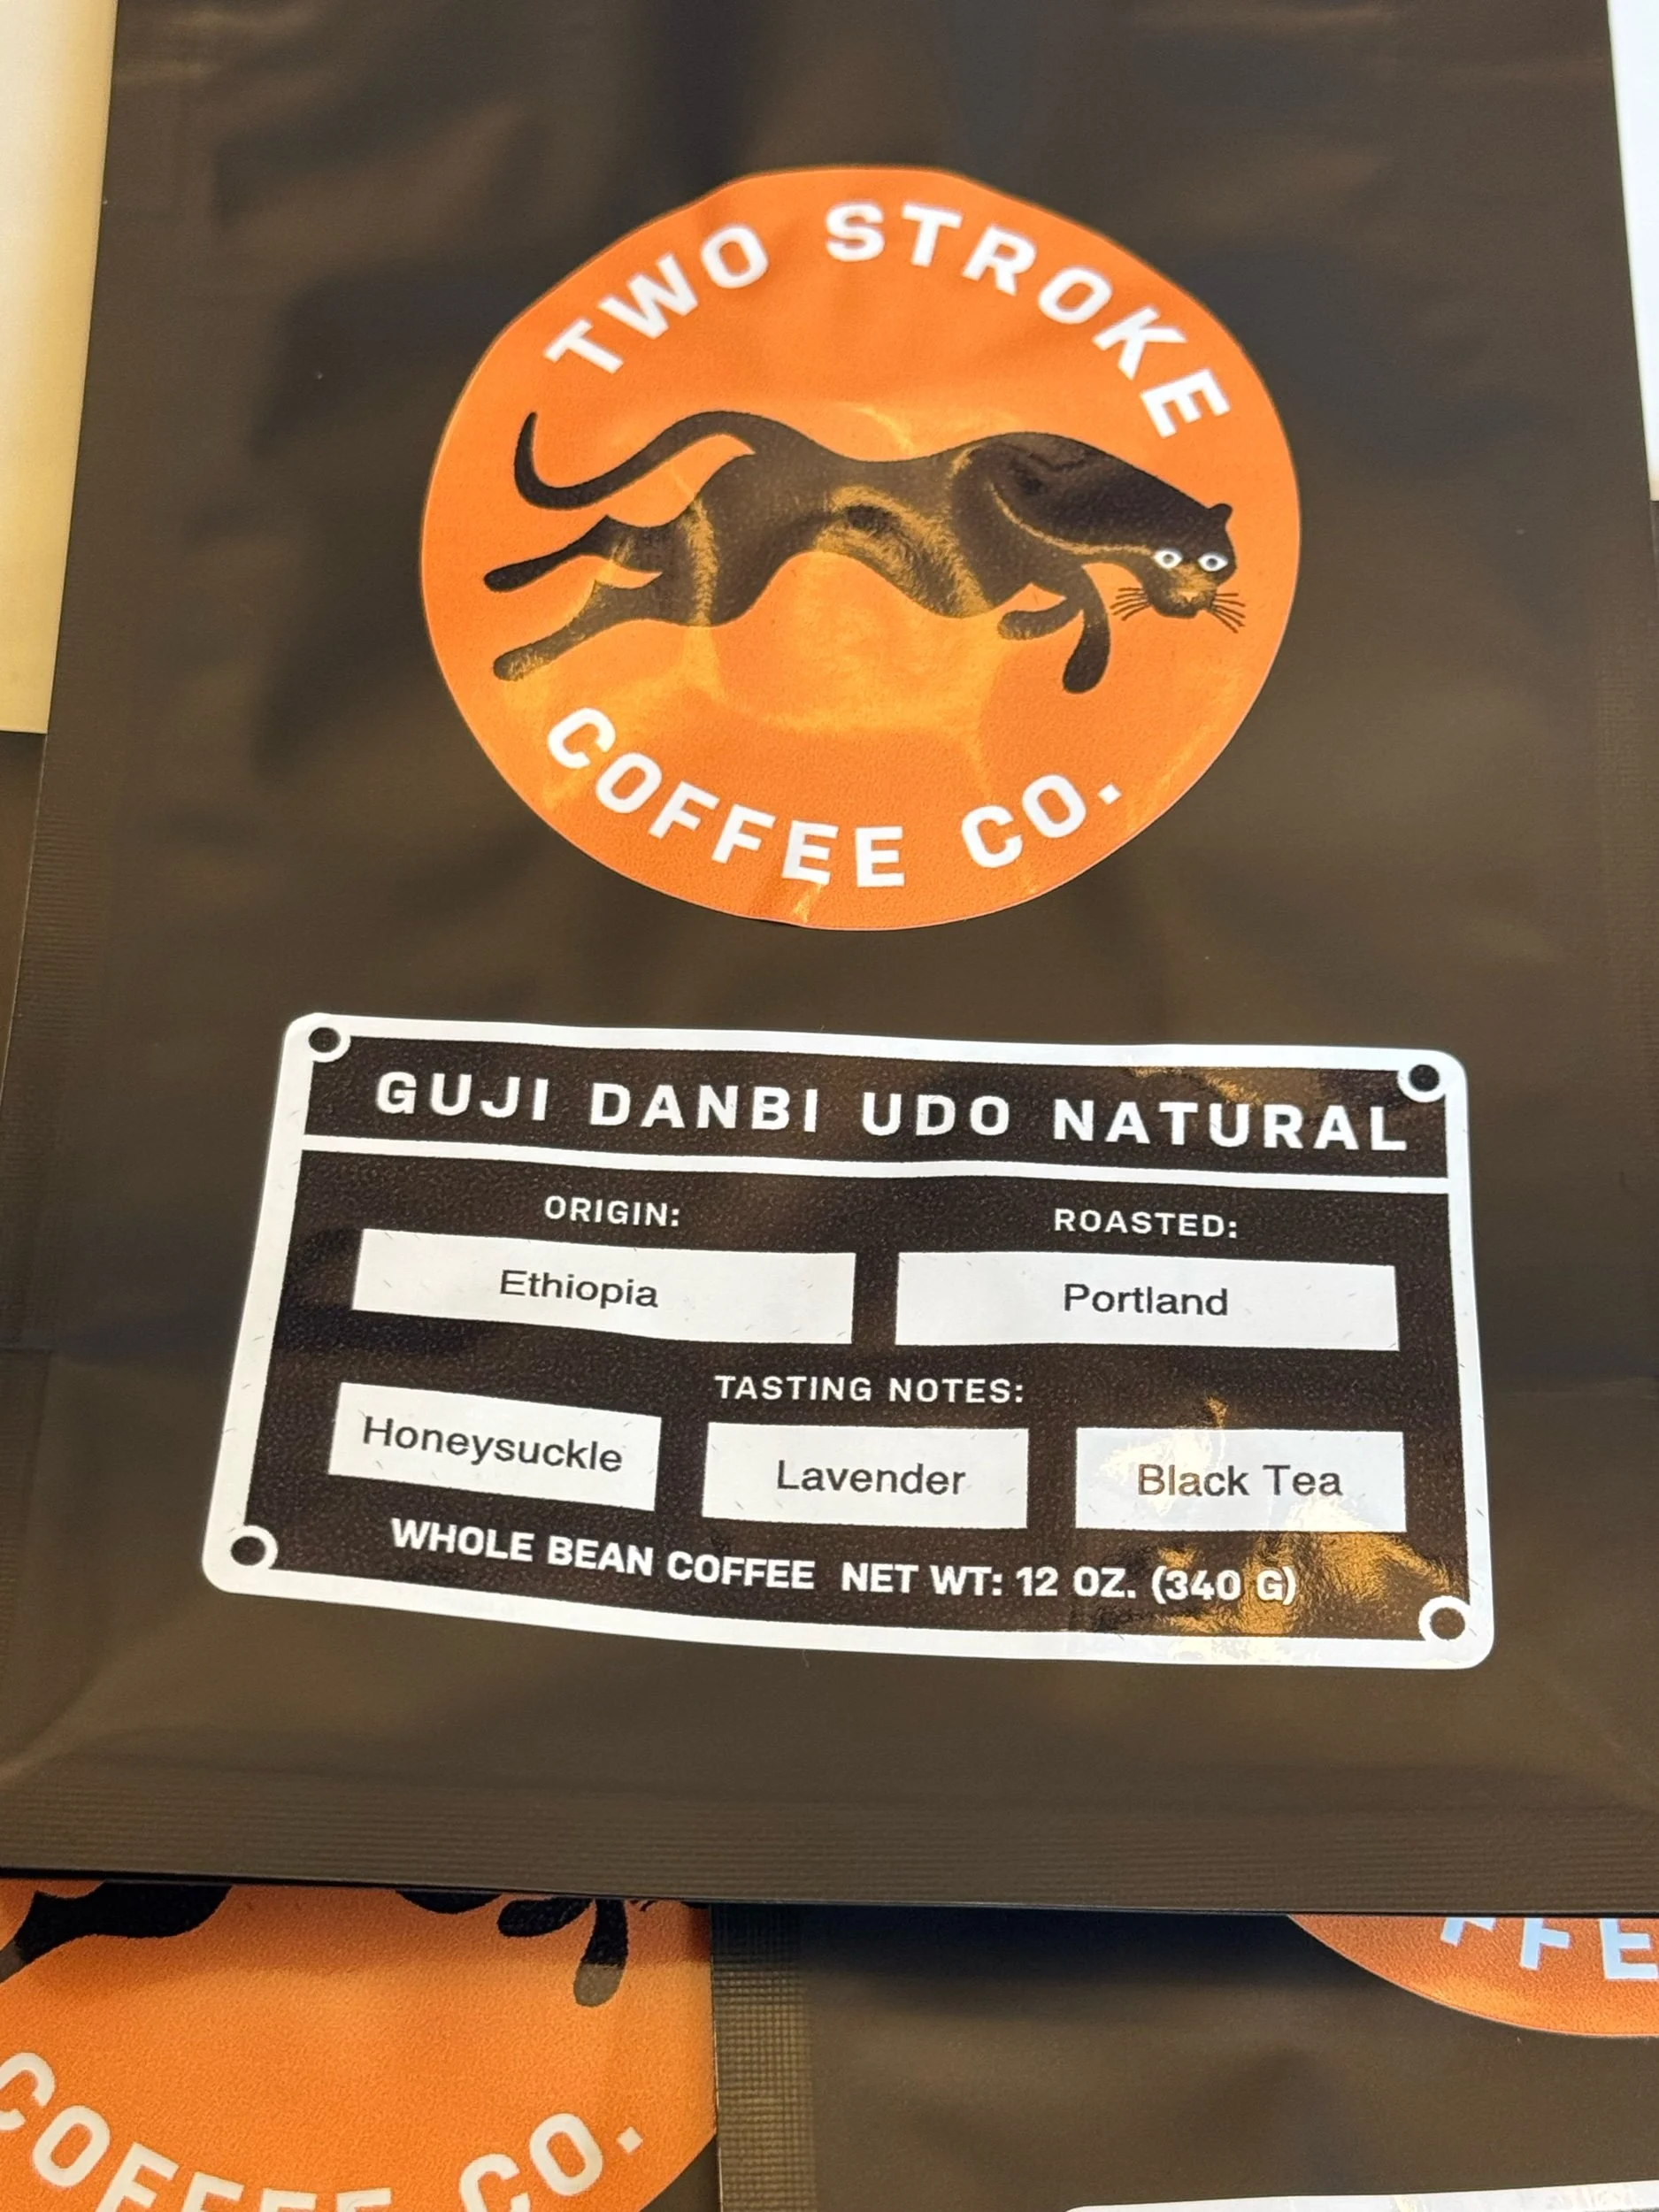 TWO STROKE
COFFEE CO.
GUJI DANBI UDO NATURAL
ORIGIN: ROASTED:
Ethiopia Portland
TASTING NOTES:
Honeysuckle Lavender Black Tea
WHOLE BEAN COFFEE NET WT: 12 OZ. (340 G)
COFFEE CO.